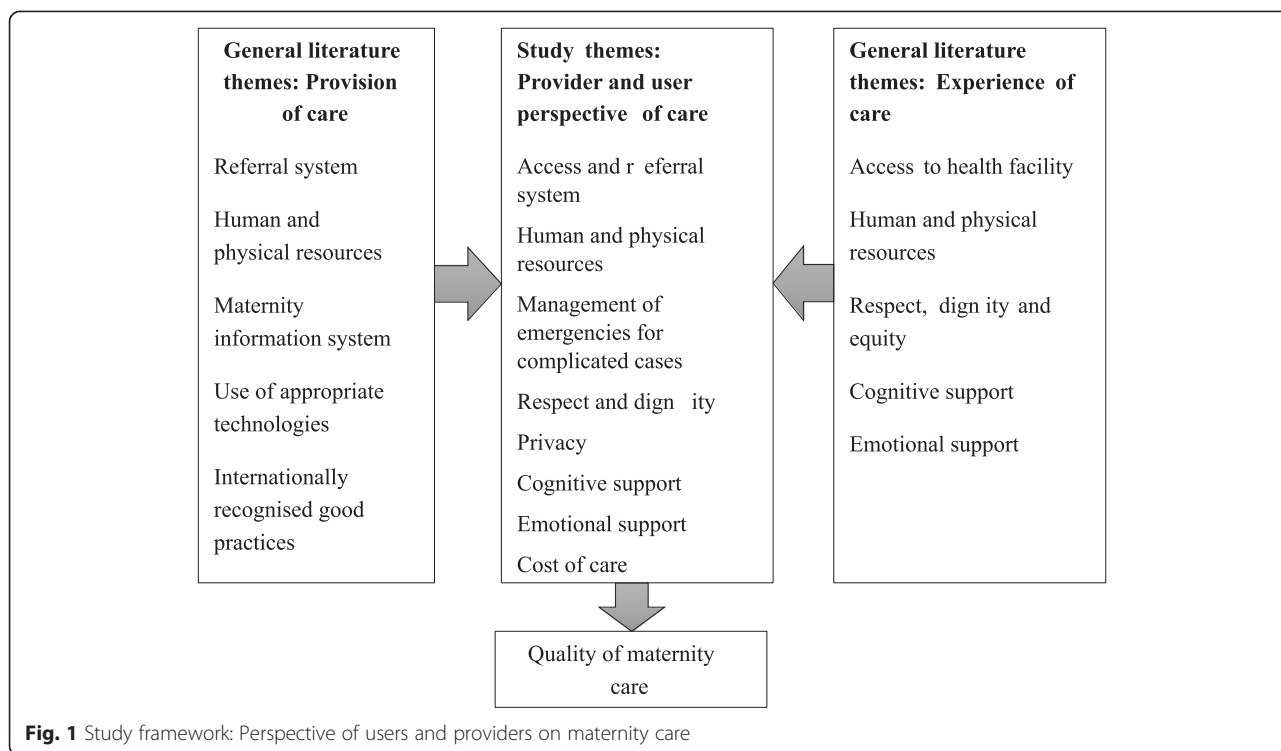 General literature
themes: Provision
of care
Referral system
Human and
physical resources
Maternity
information system
Use of appropriate
technologies
Internationally
recognised good
practices
Study themes:
Provider and user
perspective of care
Access and r eferral
system
Human and physical
resources
Management of
emergencies for
complicated cases
Respect and dign ity
Privacy
Cognitive support
Emotional support
Cost of care
General literature
themes: Experience of
care
Access to health facility
Human and physical
resources
Respect, dign ity and
equity
Cognitive support
Emotional support
Quality of maternity
care
Fig. 1 Study framework: Perspective of users and providers on maternity care